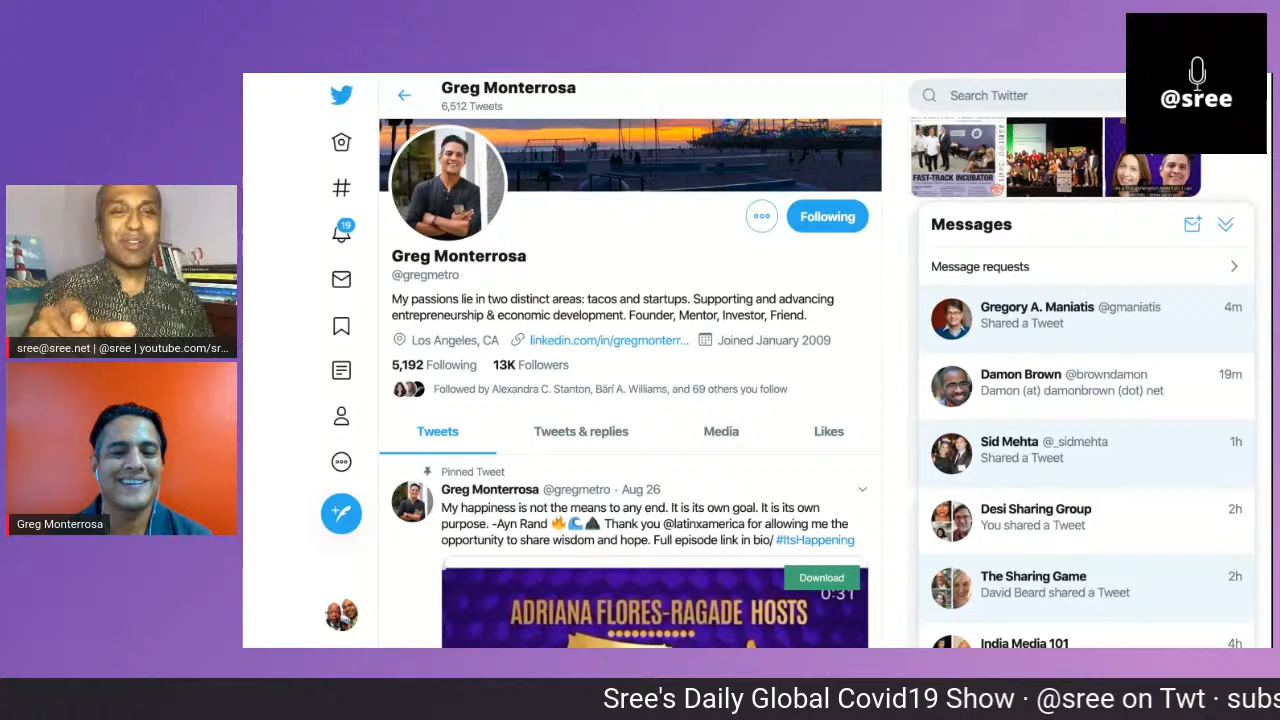 @sree
Greg Monterrosa
6,512 Tweets
Search Twitter
FAST-TRACK INCUBATOR
19
Following
Greg Monterrosa
@gregmetro
My passions lie in two distinct areas: tacos and startups. Supporting and advancing
entrepreneurship & economic development. Founder, Mentor, Investor, Friend.
Los Angeles, CA linkedin.com/in/gregmonterr... Joined January 2009
5,192 Following 13K Followers
Followed by Alexandra C. Stanton, Bärí A. Williams, and 69 others you follow
Tweets Tweets & replies Media Likes
Pinned Tweet
Greg Monterrosa @gregmetro · Aug 26
My happiness is not the means to any end. It is its own goal. It is its own
purpose. -Ayn Rand 🔥🌊⛰ Thank you @latinxamerica for allowing me the
opportunity to share wisdom and hope. Full episode link in bio/ #ItsHappening
Download
0:31
ADRIANA FLORES-RAGADE HOSTS
Messages
Message requests
Gregory A. Maniatis @gmaniatis 4m
Shared a Tweet
Damon Brown @browndamon 19m
Damon (at) damonbrown (dot) net
Sid Mehta @_sidmehta 1h
Shared a Tweet
Desi Sharing Group 2h
You shared a Tweet
The Sharing Game 2h
David Beard shared a Tweet
India Media 101 4h
sree@sree.net | @sree | youtube.com/sr...
Greg Monterrosa
Sree's Daily Global Covid19 Show · @sree on Twt · subs